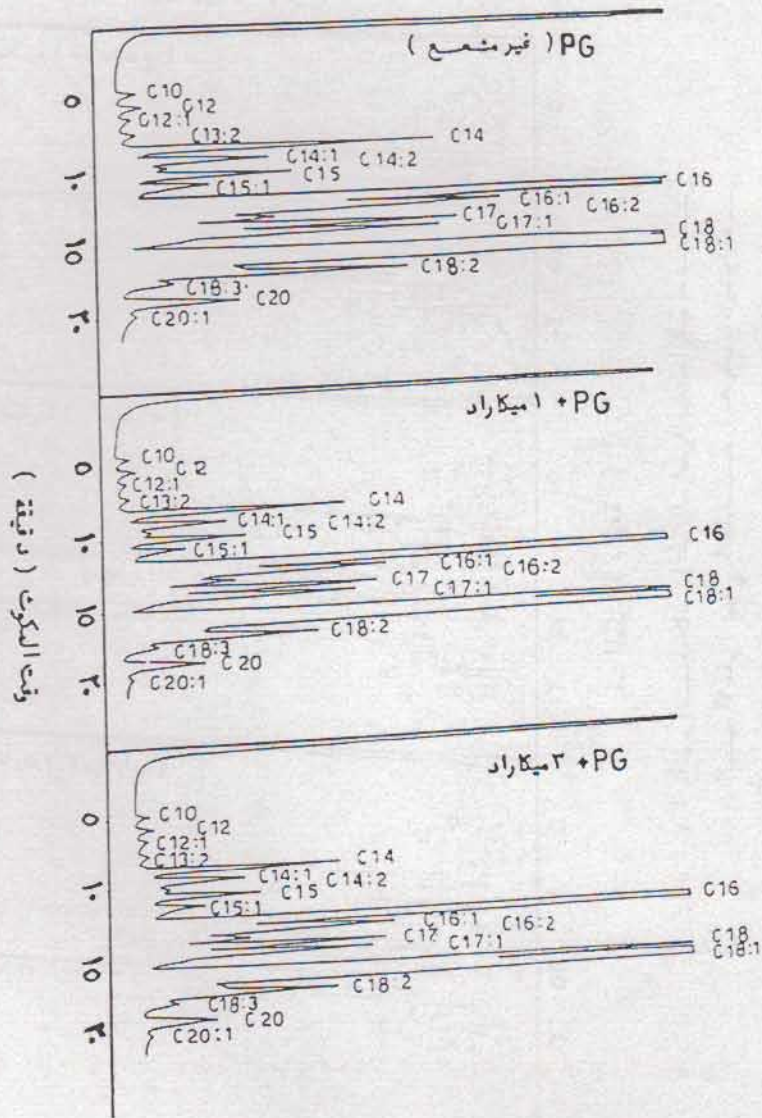 PG ( غير مشعع )
C10
C12
C12:1
C13:2
C14
C14:1
C14:2
C15
C15:1
C16
C16:1
C16:2
C17
C17:1
C18
C18:1
C18:2
C18:3
C20
C20:1
٥
١٠
١٥
٢٠
PG + ١ ميكاراد
C10
C12
C12:1
C13:2
C14
C14:1
C14:2
C15
C15:1
C16
C16:1
C16:2
C17
C17:1
C18
C18:1
C18:2
C18:3
C20
C20:1
٥
١٠
١٥
٢٠
PG + ٣ ميكاراد
C10
C12
C12:1
C13:2
C14
C14:1
C14:2
C15
C15:1
C16
C16:1
C16:2
C17
C17:1
C18
C18:1
C18:2
C18:3
C20
C20:1
٥
١٠
١٥
٢٠
وقت المكوث ( دقيقة )